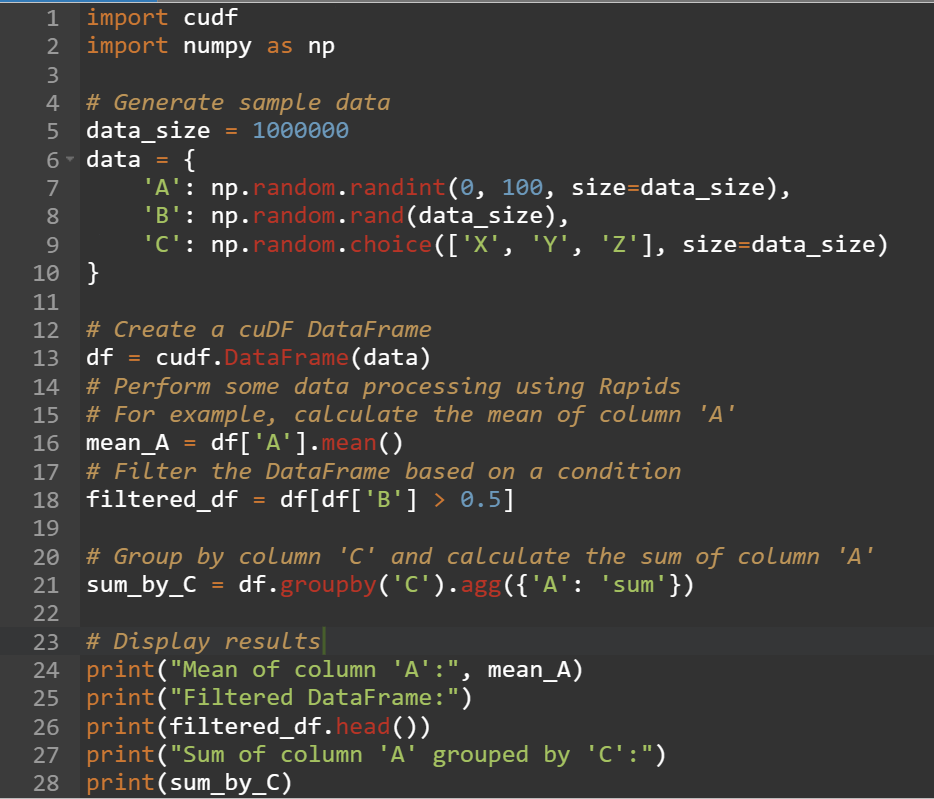 1 import cudf
2 import numpy as np
3
4 # Generate sample data
5 data_size = 1000000
6 data = {
7     'A': np.random.randint(0, 100, size=data_size),
8     'B': np.random.rand(data_size),
9     'C': np.random.choice(['X', 'Y', 'Z'], size=data_size)
10 }
11
12 # Create a cuDF DataFrame
13 df = cudf.DataFrame(data)
14 # Perform some data processing using Rapids
15 # For example, calculate the mean of column 'A'
16 mean_A = df['A'].mean()
17 # Filter the DataFrame based on a condition
18 filtered_df = df[df['B'] > 0.5]
19
20 # Group by column 'C' and calculate the sum of column 'A'
21 sum_by_C = df.groupby('C').agg({'A': 'sum'})
22
23 # Display results
24 print("Mean of column 'A':", mean_A)
25 print("Filtered DataFrame:")
26 print(filtered_df.head())
27 print("Sum of column 'A' grouped by 'C':")
28 print(sum_by_C)